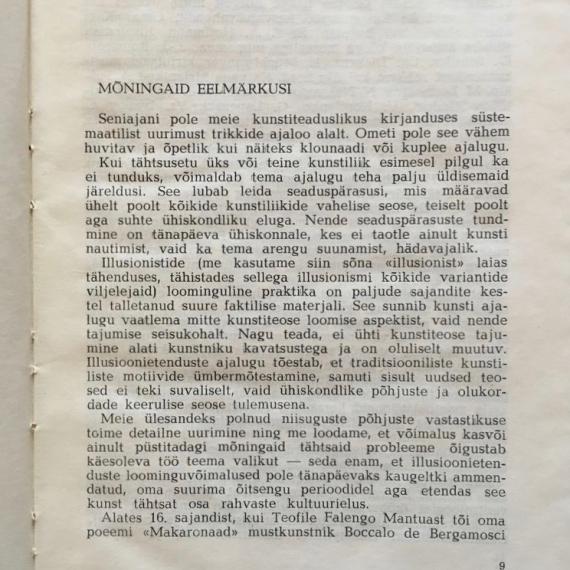 MÕNINGAID EELMÄRKUSI
Seniajani pole meie kunstiteaduslikus kirjanduses süste-
maatilist uurimust trikkide ajaloo alalt. Ometi pole see vähem
huvitav ja õpetlik kui näiteks klounaadi või kuplee ajalugu.
Kui tähtsusetu üks või teine kunstiliik esimesel pilgul ka
ei tunduks, võimaldab tema ajalugu teha palju üldisemaid
järeldusi. See lubab leida seaduspärasusi, mis määravad
ühelt poolt kõikide kunstiliikide vahelise seose, teiselt poolt
aga suhte ühiskondliku eluga. Nende seaduspärasuste tund-
mine on tänapäeva ühiskonnale, kes ei taotle ainult kunsti
nautimist, vaid ka tema arengu suunamist, hädavajalik.
Illusionistide (me kasutame siin sõna «illusionist» laias
tähenduses, tähistades sellega illusionismi kõikide variantide
viljelejaid) loominguline praktika on paljude sajandite kes-
tel talletanud suure faktilise materjali. See sunnib kunsti aja-
lugu vaatlema mitte kunstiteose loomise aspektist, vaid nende
tajumise seisukohalt. Nagu teada, ei ühti kunstiteose taju-
mine alati kunstniku kavatsustega ja on oluliselt muutuv.
Illusioonietenduste ajalugu tõestab, et traditsiooniliste kunsti-
liste motiivide ümbermõtestamine, samuti sisult uudsed teo-
sed ei teki suvaliselt, vaid ühiskondlike põhjuste ja olukor-
dade keerulise seose tulemusena.
Meie ülesandeks polnud niisuguste põhjuste vastastikuse
toime detailne uurimine ning me loodame, et võimalus kasvõi
ainult püstitadagi mõningaid tähtsaid probleeme õigustab
käesoleva töö teema valikut — seda enam, et illusioonieten-
duste loominguvõimalused pole tänapäevaks kaugeltki ammen-
datud, oma suurima õitsengu perioodidel aga etendas see
kunst tähtsat osa rahvaste kultuurielus.
Alates 16. sajandist, kui Teofile Falengo Mantuast tõi oma
poeemi «Makaronaad» mustkunstnik Boccalo de Bergamosci
9